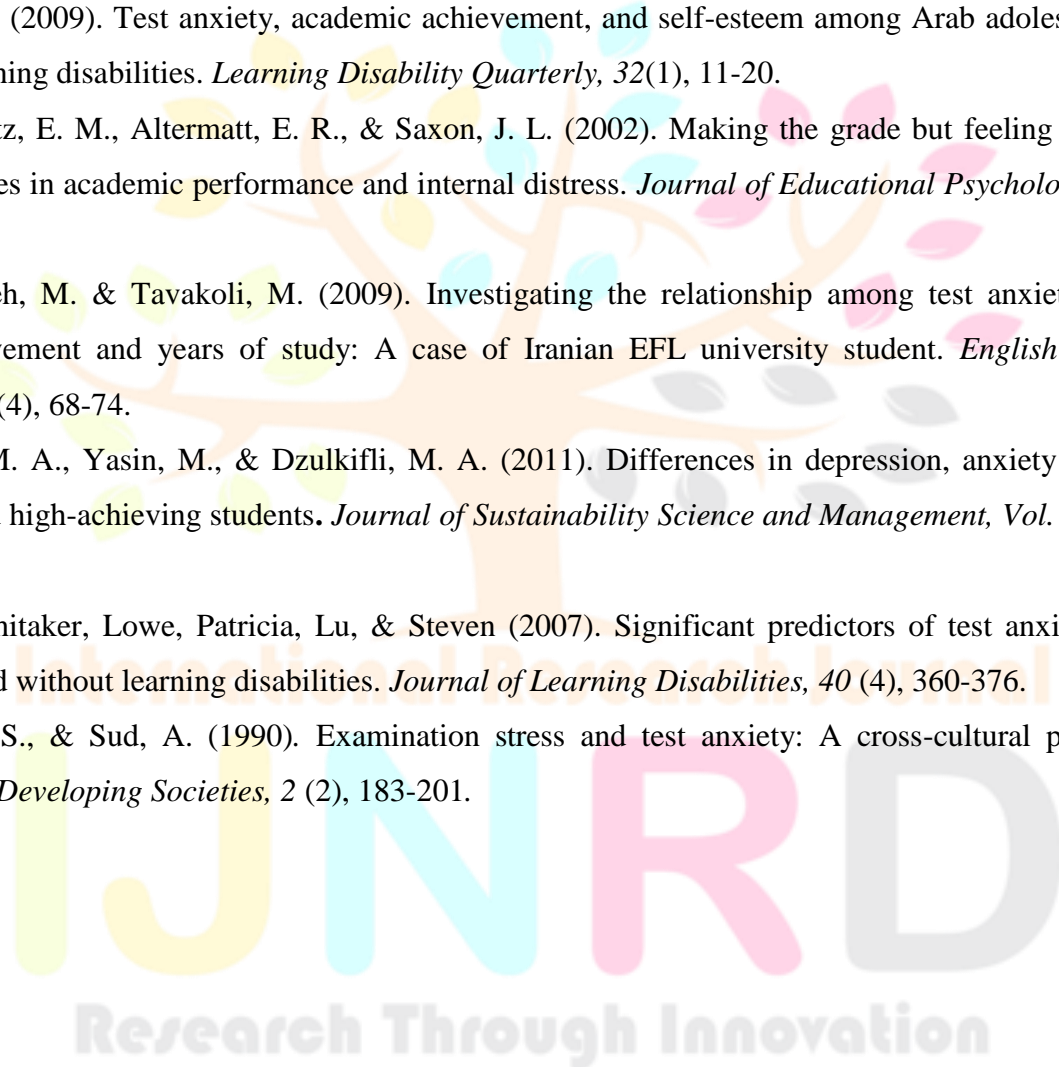 (2009). Test anxiety, academic achievement, and self-esteem among Arab adoles
ning disabilities. Learning Disability Quarterly, 32(1), 11-20.
tz, E. M., Altermatt, E. R., & Saxon, J. L. (2002). Making the grade but feeling
es in academic performance and internal distress. Journal of Educational Psycholo
eh, M. & Tavakoli, M. (2009). Investigating the relationship among test anxiet
vement and years of study: A case of Iranian EFL university student. English
(4), 68-74.
M. A., Yasin, M., & Dzulkifli, M. A. (2011). Differences in depression, anxiety
high-achieving students. Journal of Sustainability Science and Management, Vol.
hitaker, Lowe, Patricia, Lu, & Steven (2007). Significant predictors of test anxi
d without learning disabilities. Journal of Learning Disabilities, 40 (4), 360-376.
International Research Journal
S., & Sud, A. (1990). Examination stress and test anxiety: A cross-cultural p
Developing Societies, 2 (2), 183-201.
IJNRD
Research Through Innovation